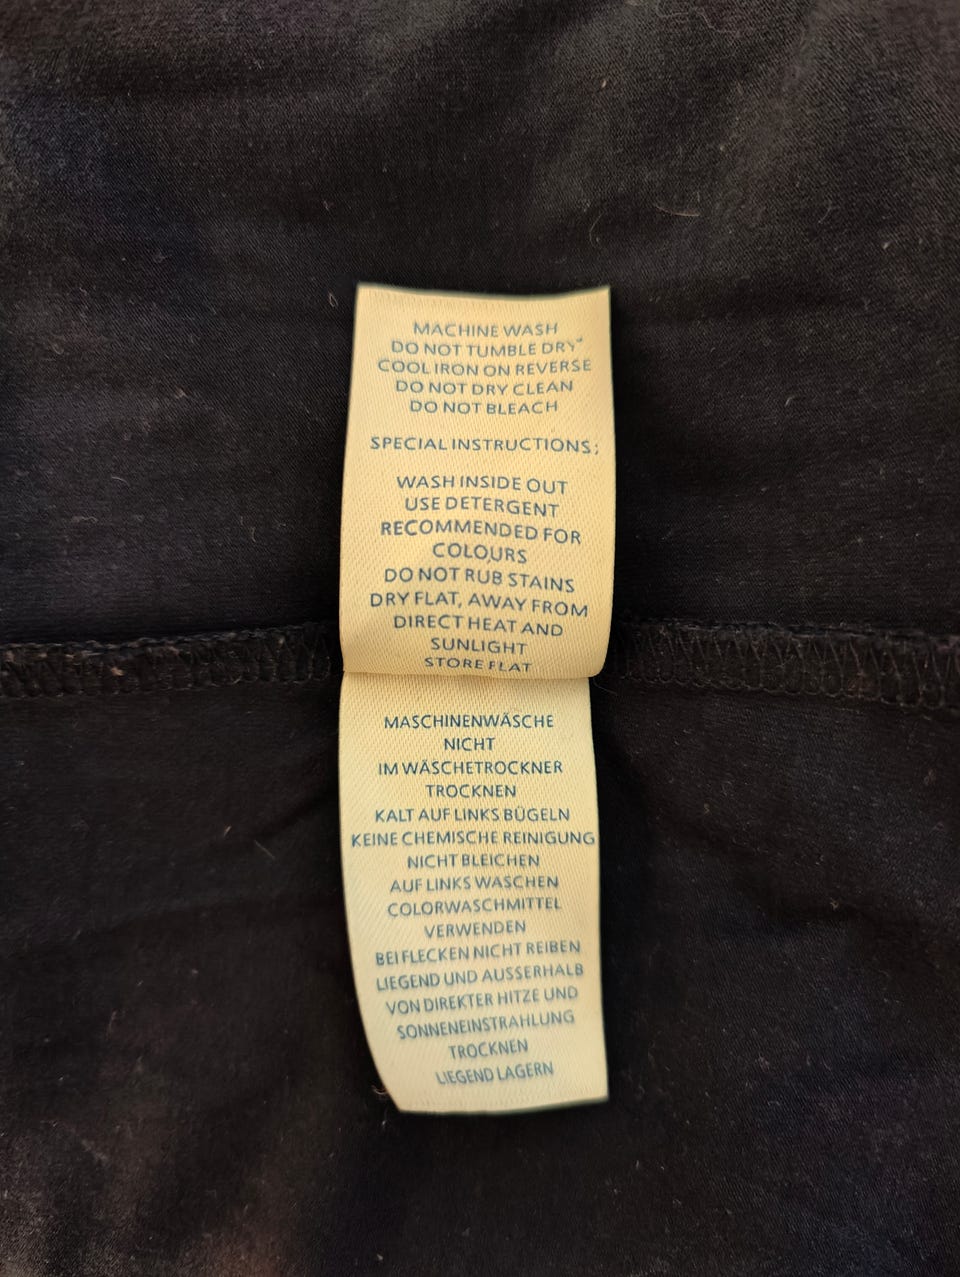 MACHINE WASH
DO NOT TUMBLE DRY
COOL IRON ON REVERSE
DO NOT DRY CLEAN
DO NOT BLEACH
SPECIAL INSTRUCTIONS:
WASH INSIDE OUT
USE DETERGENT
RECOMMENDED FOR
COLOURS
DO NOT RUB STAINS
DRY FLAT, AWAY FROM
DIRECT HEAT AND
SUNLIGHT
STORE FLAT
MASCHINENWÄSCHE
NICHT
IM WÄSCHETROCKNER
TROCKNEN
KALT AUF LINKS BÜGELN
KEINE CHEMISCHE REINIGUNG
NICHT BLEICHEN
AUF LINKS WASCHEN
COLORWASCHMITTEL
VERWENDEN
BEI FLECKEN NICHT REIBEN
LIEGEND UND AUSSERHALB
VON DIREKTER HITZE UND
SONNENEINSTRAHLUNG
TROCKNEN
LIEGEND LAGERN